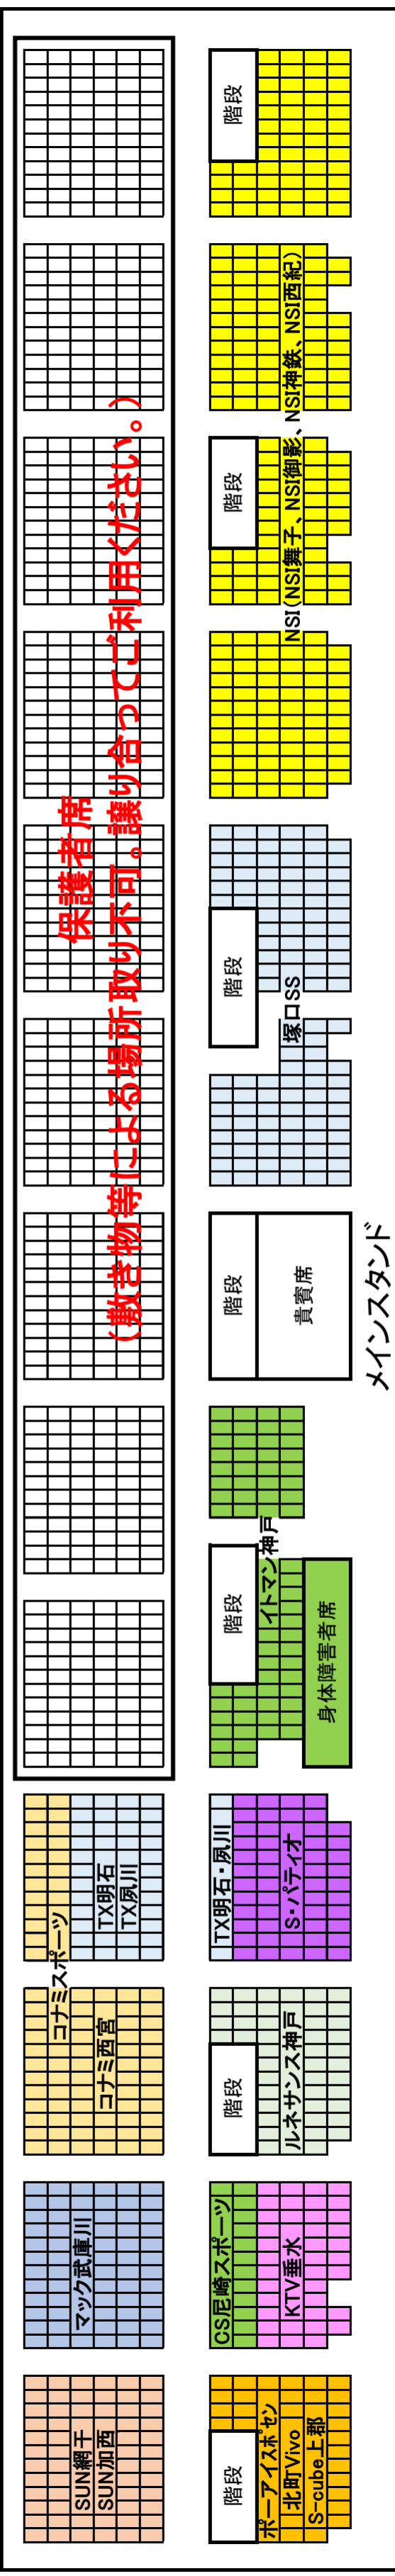 保護者席
（敷き物等による場所取り不可。譲り合ってご利用ください。）
SUN網干
SUN加西
マック武庫川
コナミスポーツ
コナミ西宮
TX明石
TX夙川
階段
ポーアイスポセン
北町Vivo
S-cube上郡
CS尼崎スポーツ
KTV垂水
階段
ルネサンス神戸
TX明石・夙川
S・パティオ
階段
イトマン神戸
身体障害者席
階段
貴賓席
階段
塚口SS
階段
NSI（NSI舞子、NSI御影、NSI神鉄、NSI西紀）
階段
メインスタンド